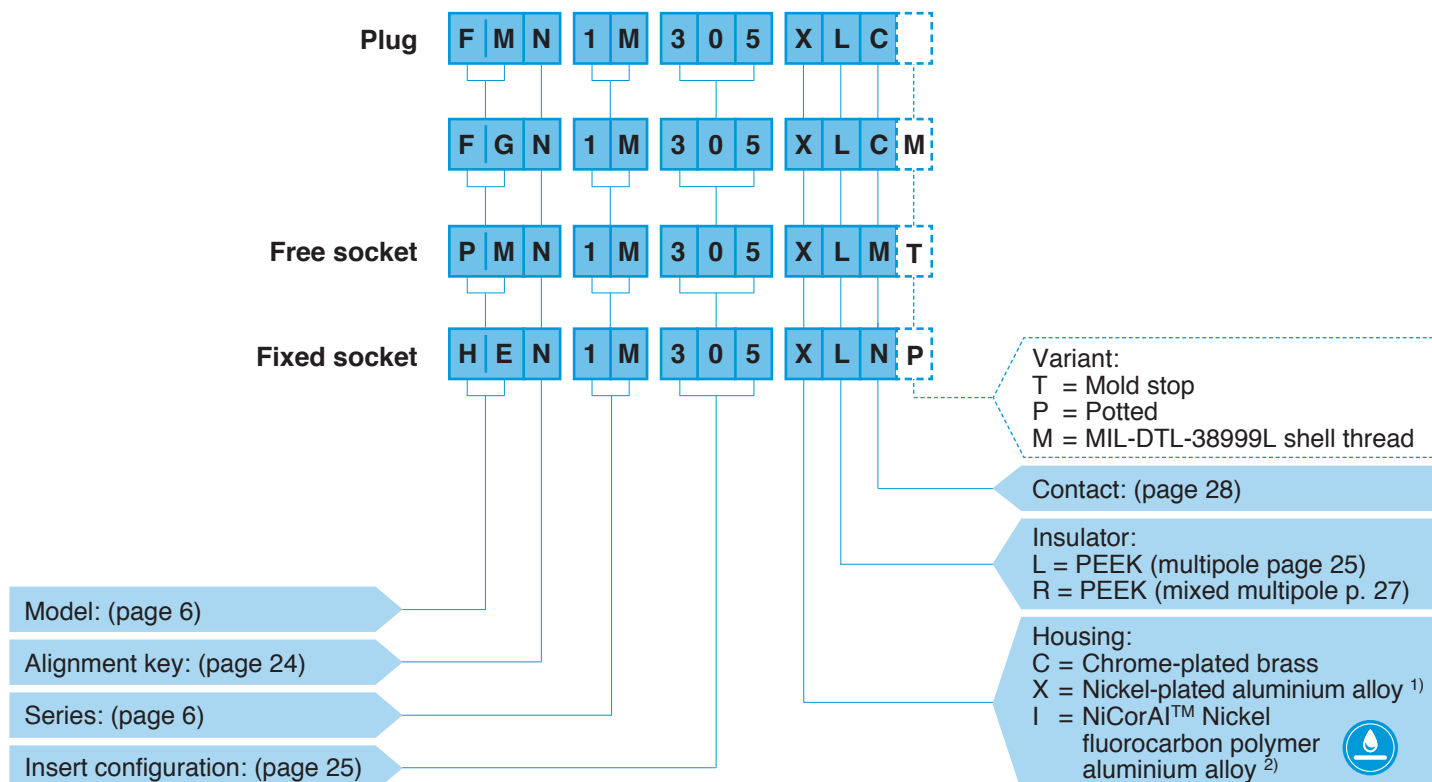 Plug F M N 1 M 3 0 5 X L C
F G N 1 M 3 0 5 X L C M
Free socket P M N 1 M 3 0 5 X L M T
Fixed socket H E N 1 M 3 0 5 X L N P
Variant:
T = Mold stop
P = Potted
M = MIL-DTL-38999L shell thread
Contact: (page 28)
Insulator:
L = PEEK (multipole page 25)
R = PEEK (mixed multipole p. 27)
Housing:
C = Chrome-plated brass
X = Nickel-plated aluminium alloy 1)
I = NiCorAl™ Nickel
fluorocarbon polymer
aluminium alloy 2)
Model: (page 6)
Alignment key: (page 24)
Series: (page 6)
Insert configuration: (page 25)